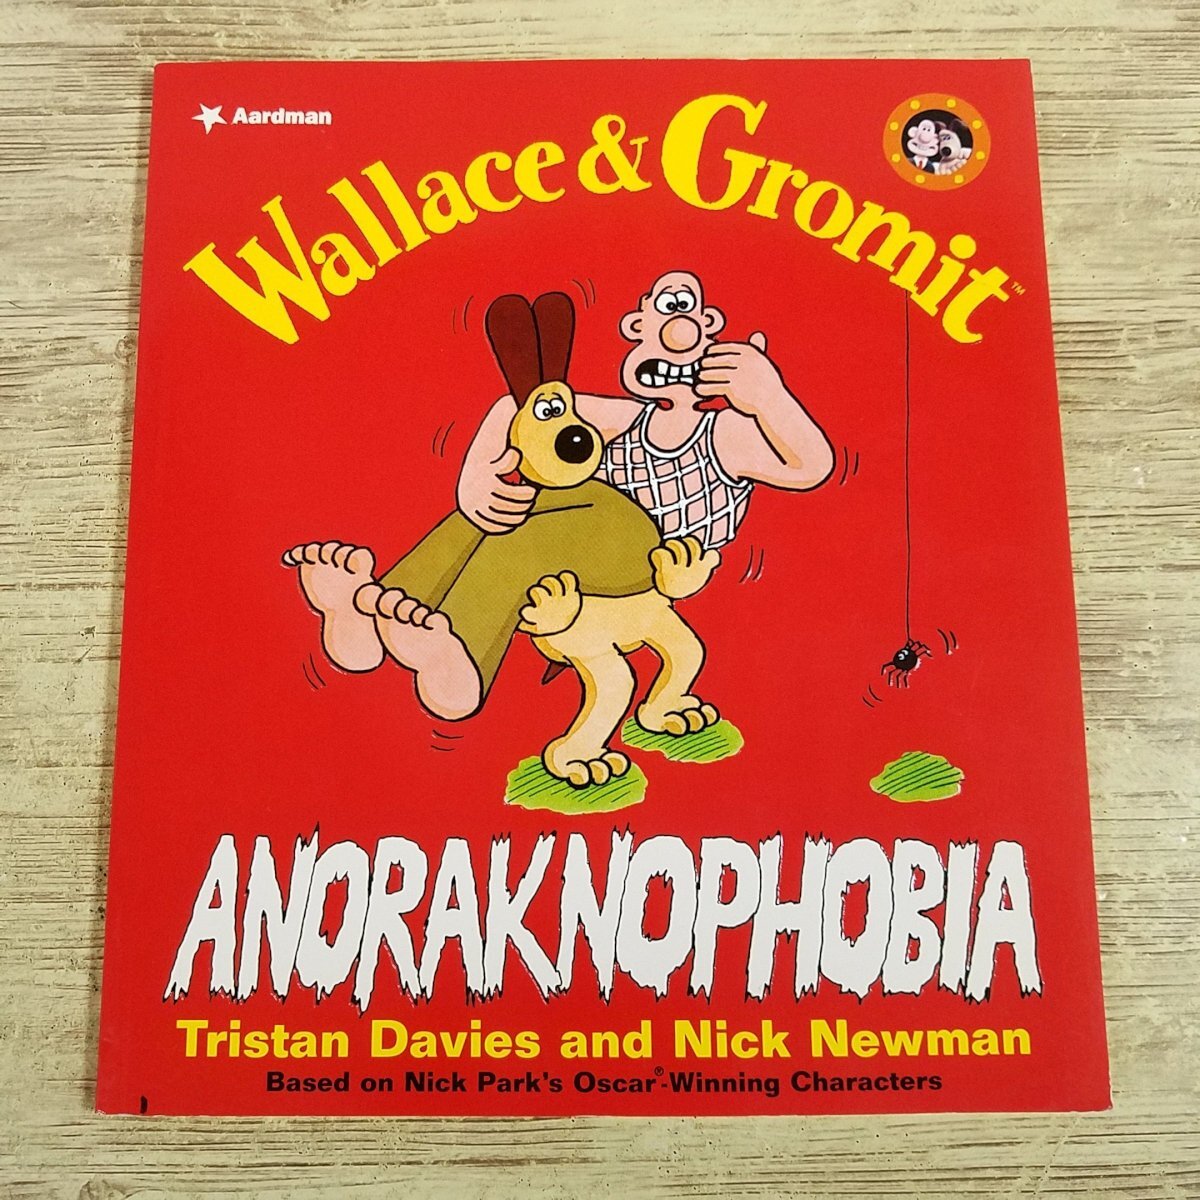 Aardman
Wallace & Gromit™
ANORAKNOPHOBIA
Tristan Davies and Nick Newman
Based on Nick Park's Oscar®-Winning Characters